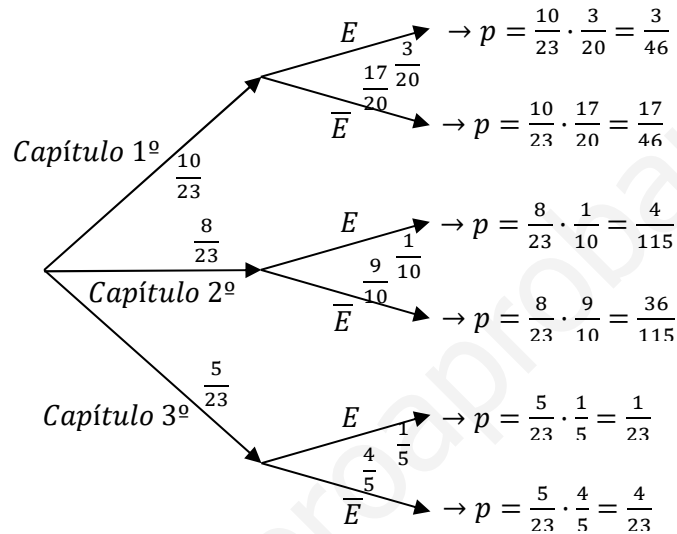 E → p = 10/23 · 3/20 = 3/46
3/20
17/20
E̅ → p = 10/23 · 17/20 = 17/46
Capítulo 1º
10/23
E → p = 8/23 · 1/10 = 4/115
8/23
1/10
9/10
Capítulo 2º
E̅ → p = 8/23 · 9/10 = 36/115
5/23
Capítulo 3º
E → p = 5/23 · 1/5 = 1/23
1/5
4/5
E̅ → p = 5/23 · 4/5 = 4/23